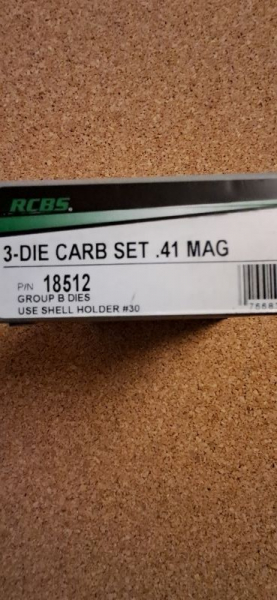 RCBS.
3-DIE CARB SET .41 MAG
P/N 18512
GROUP B DIES
USE SHELL HOLDER #30